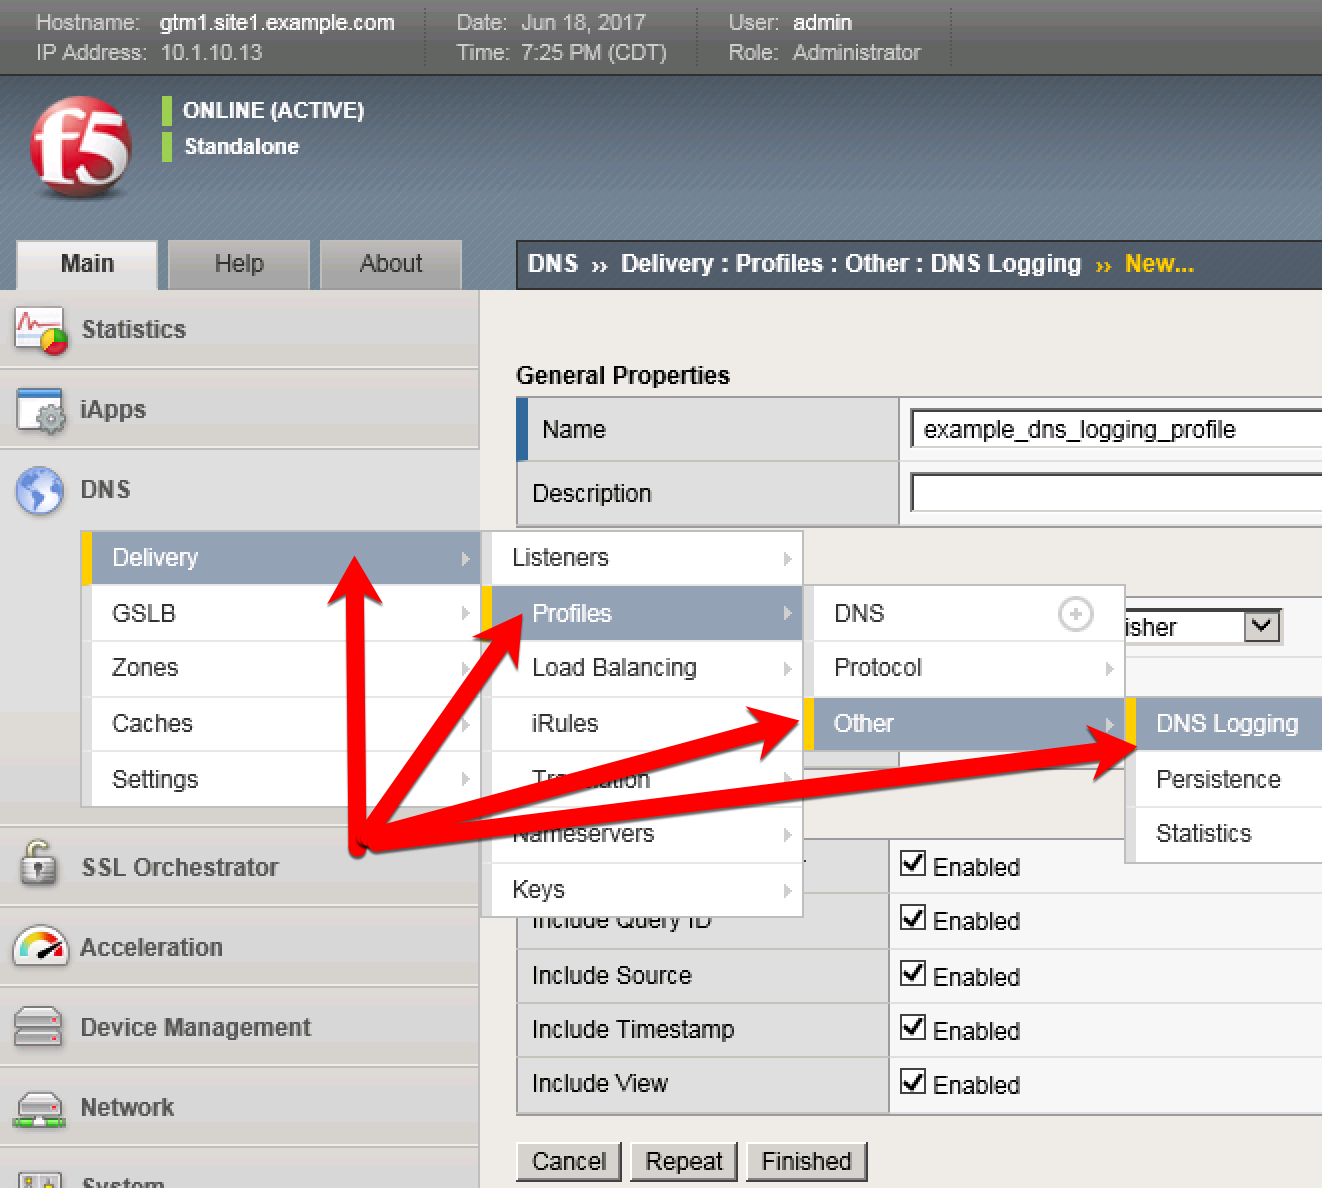 Hostname: gtm1.site1.example.com Date: Jun 18, 2017 User: admin
IP Address: 10.1.10.13 Time: 7:25 PM (CDT) Role: Administrator
f5
ONLINE (ACTIVE)
Standalone
Main Help About
DNS ›› Delivery : Profiles : Other : DNS Logging ›› New...
Statistics
iApps
DNS
Delivery
GSLB
Zones
Caches
Settings
SSL Orchestrator
Acceleration
Device Management
Network
System
Listeners
Profiles
Load Balancing
iRules
Translation
Nameservers
Keys
DNS
Protocol
Other
DNS Logging
Persistence
Statistics
General Properties
Name example_dns_logging_profile
Description
isher
Enabled
Include Query ID Enabled
Include Source Enabled
Include Timestamp Enabled
Include View Enabled
Cancel Repeat Finished